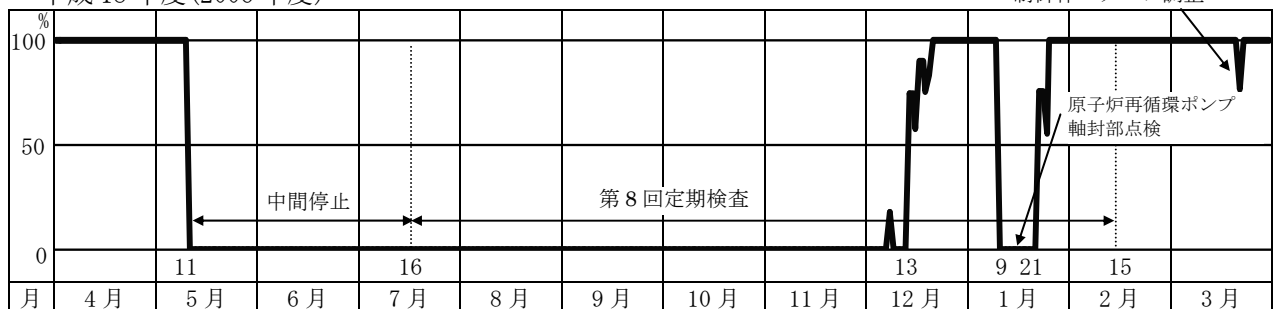 %
100
50
0
原子炉再循環ポンプ
軸封部点検
中間停止
第8回定期検査
11 16 13 9 21 15
月 4月 5月 6月 7月 8月 9月 10月 11月 12月 1月 2月 3月